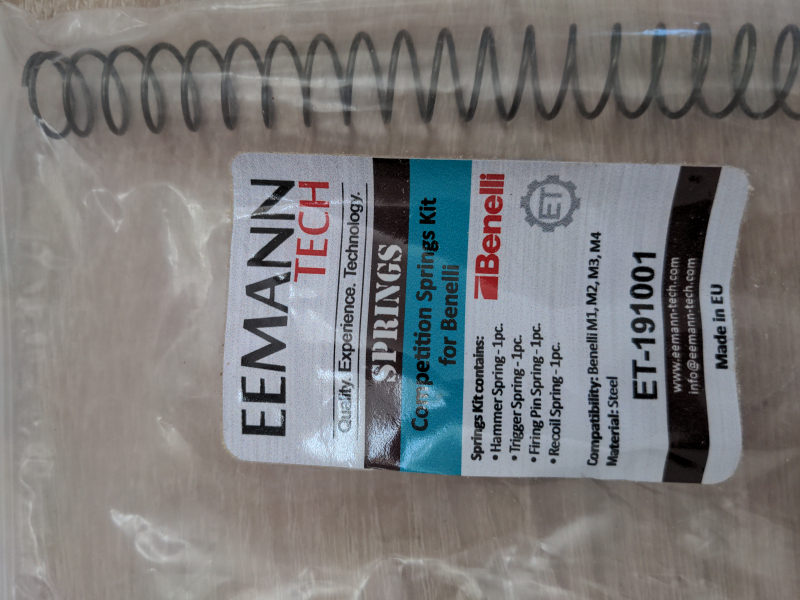 EEMANN
TECH
Quality. Experience. Technology.
SPRINGS
Competition Springs Kit
for Benelli
Benelli
ET
Springs Kit contains:
• Hammer Spring - 1pc.
• Trigger Spring - 1pc.
• Firing Pin Spring - 1pc.
• Recoil Spring - 1pc.
Compatibility: Benelli M1, M2, M3, M4
Material: Steel
ET-191001
www.eemann-tech.com
info@eemann-tech.com
Made in EU